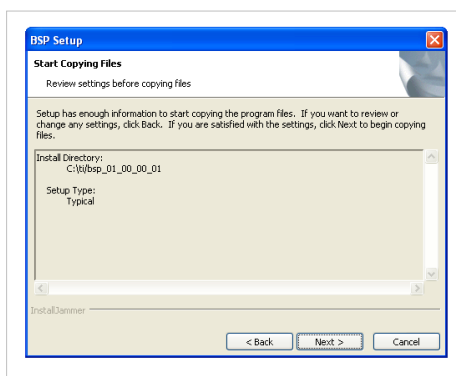 BSP Setup
Start Copying Files
Review settings before copying files
Setup has enough information to start copying the program files. If you want to review or
change any settings, click Back. If you are satisfied with the settings, click Next to begin copying
files.
Install Directory:
C:\ti/bsp_01_00_00_01
Setup Type:
Typical
InstallJammer
< Back Next > Cancel